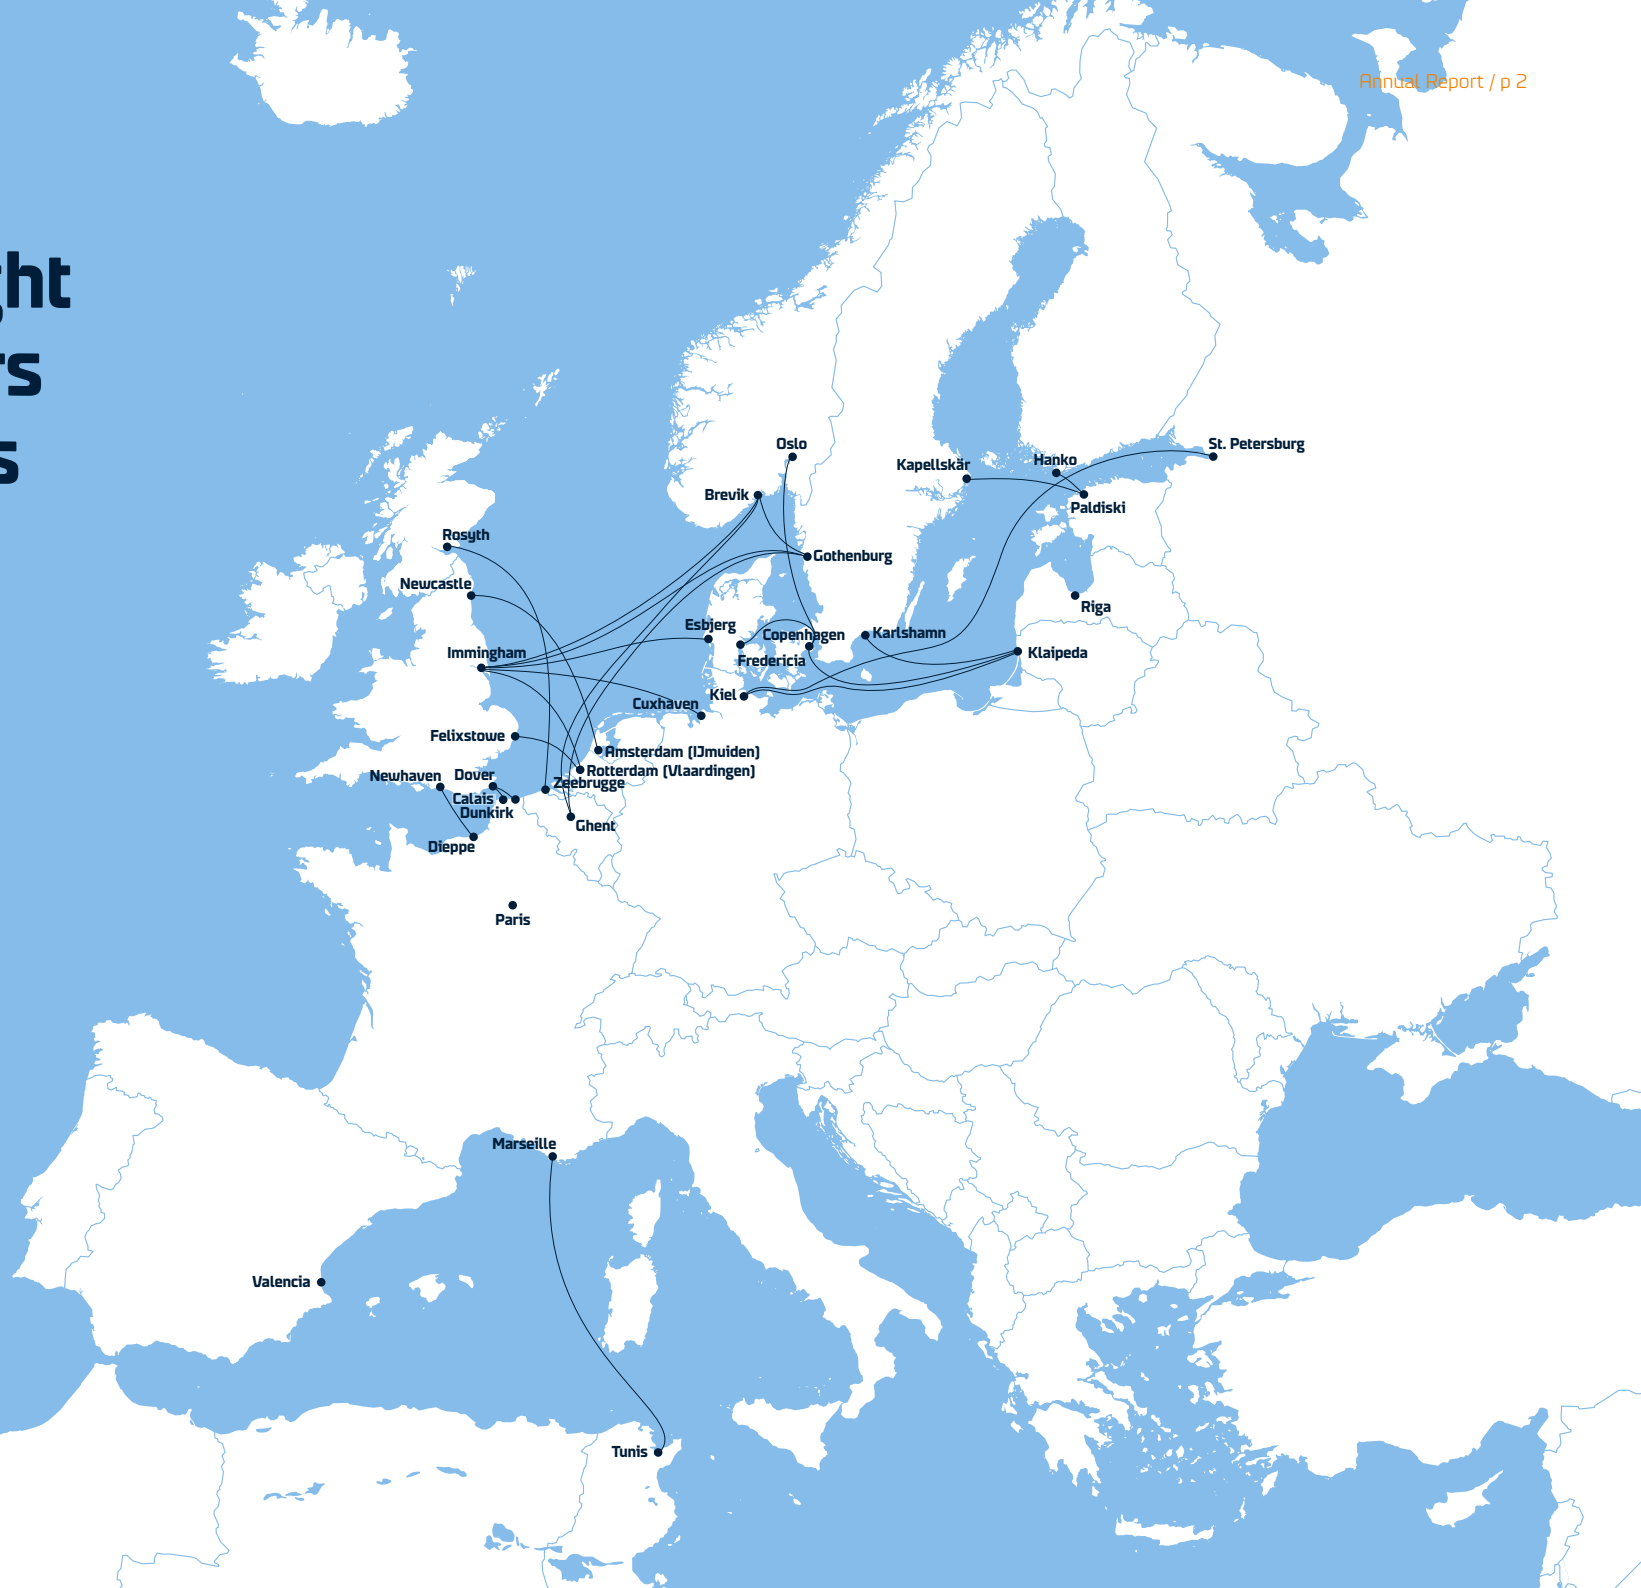 Annual Report / p 2
ht
s
s
Oslo
St. Petersburg
Kapellskär
Hanko
Brevik
Paldiski
Rosyth
Gothenburg
Newcastle
Riga
Esbjerg
Copenhagen
Karlshamn
Immingham
Fredericia
Klaipeda
Kiel
Cuxhaven
Felixstowe
Amsterdam (IJmuiden)
Rotterdam (Vlaardingen)
Newhaven
Dover
Zeebrugge
Calais
Dunkirk
Ghent
Dieppe
Paris
Marseille
Valencia
Tunis